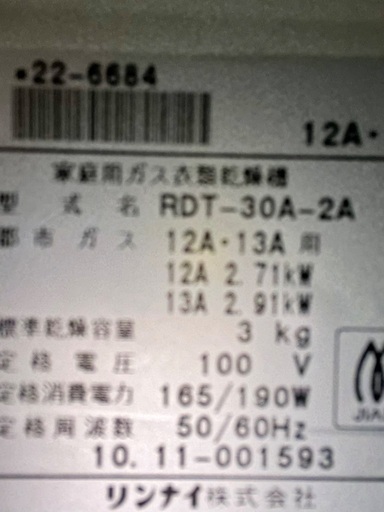 •22-6684
12A・
家庭用ガス衣類乾燥機
型式名 RDT-30A-2A
都市ガス 12A・13A用
12A 2.71kW
13A 2.91kW
標準乾燥容量 3 kg
定格電圧 100 V
定格消費電力 165/190W
定格周波数 50/60Hz
10.11-001593
リンナイ株式会社
JIA